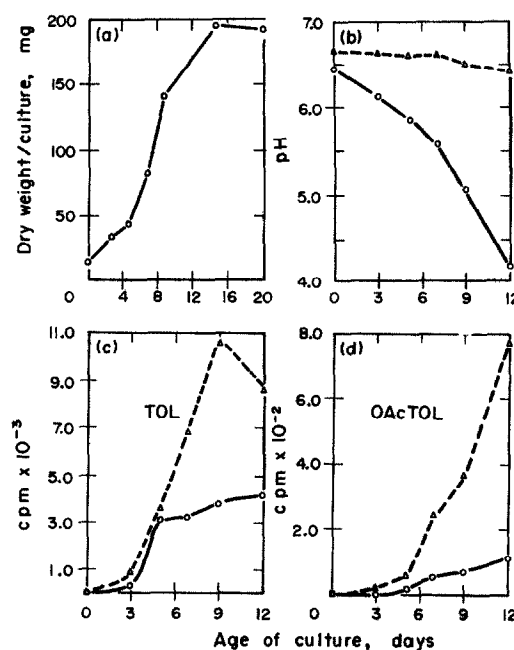 (a)
Dry weight/culture, mg
200
150
100
50
0 4 8 12 16 20
(b)
pH
7.0
6.0
5.0
4.0
0 3 6 9 12
(c)
TOL
cpm x 10⁻³
11.0
9.0
7.0
5.0
3.0
1.0
0 3 6 9 12
(d)
OAcTOL
cpm x 10⁻²
8.0
6.0
4.0
2.0
0 3 6 9 12
Age of culture, days